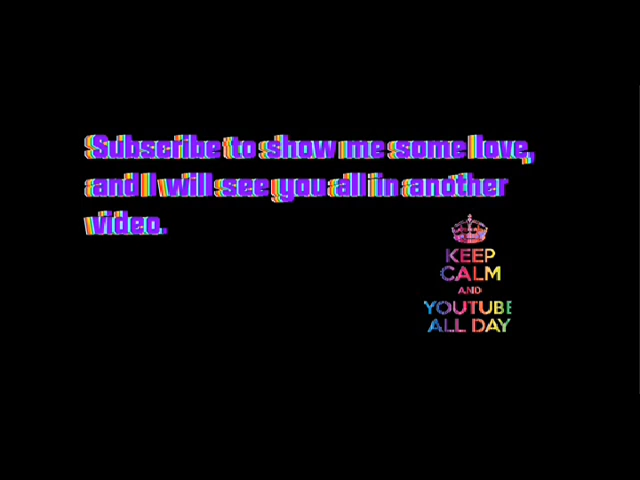 Subscribe to show me some love,
and I will see you all in another
video.
KEEP
CALM
AND
YOUTUBE
ALL DAY